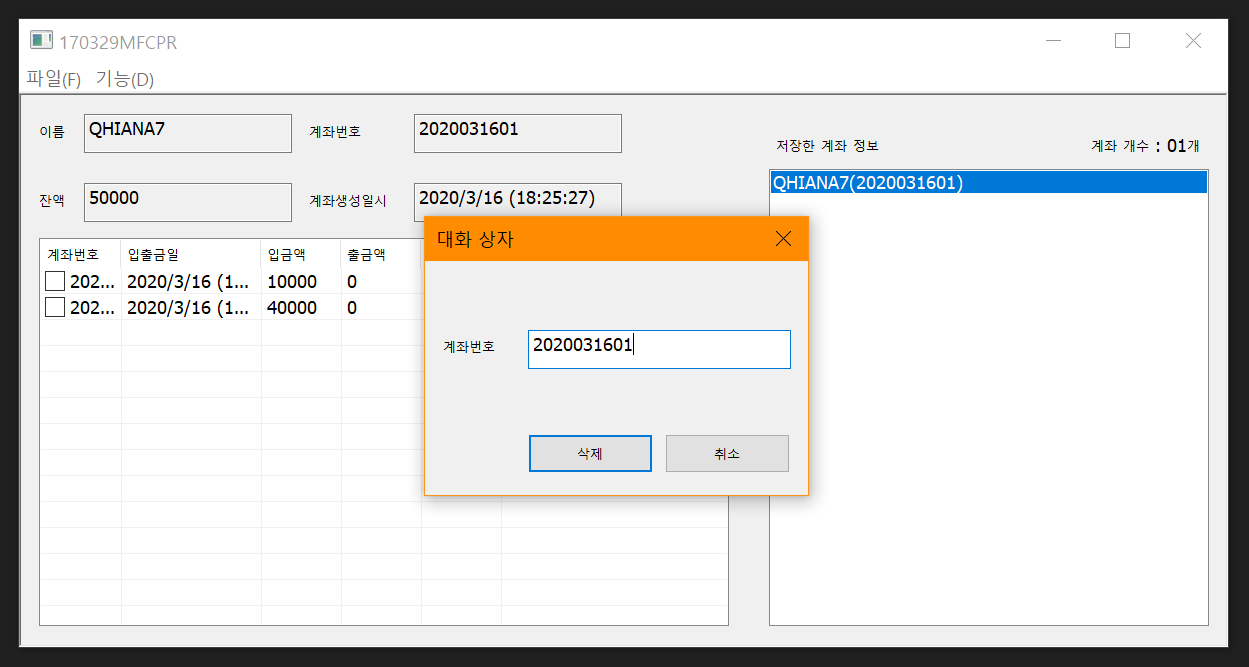 170329MFCPR
파일(F) 기능(D)
이름 QHIANA7 계좌번호 2020031601
저장한 계좌 정보 계좌 개수 : 01개
잔액 50000 계좌생성일시 2020/3/16 (18:25:27)
QHIANA7(2020031601)
계좌번호 입출금일 입금액 출금액
202... 2020/3/16 (1... 10000 0
202... 2020/3/16 (1... 40000 0
대화 상자
계좌번호 2020031601
삭제 취소